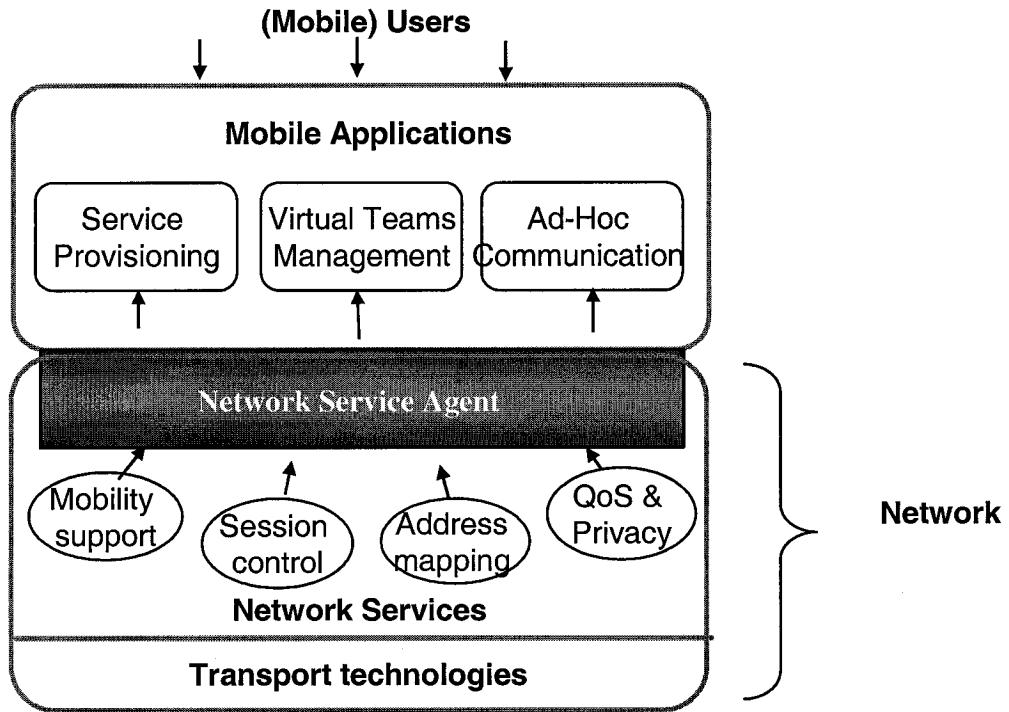 (Mobile) Users
Mobile Applications
Service
Provisioning
Virtual Teams
Management
Ad-Hoc
Communication
Network Service Agent
Mobility
support
Session
control
Address
mapping
QoS &
Privacy
Network
Network Services
Transport technologies